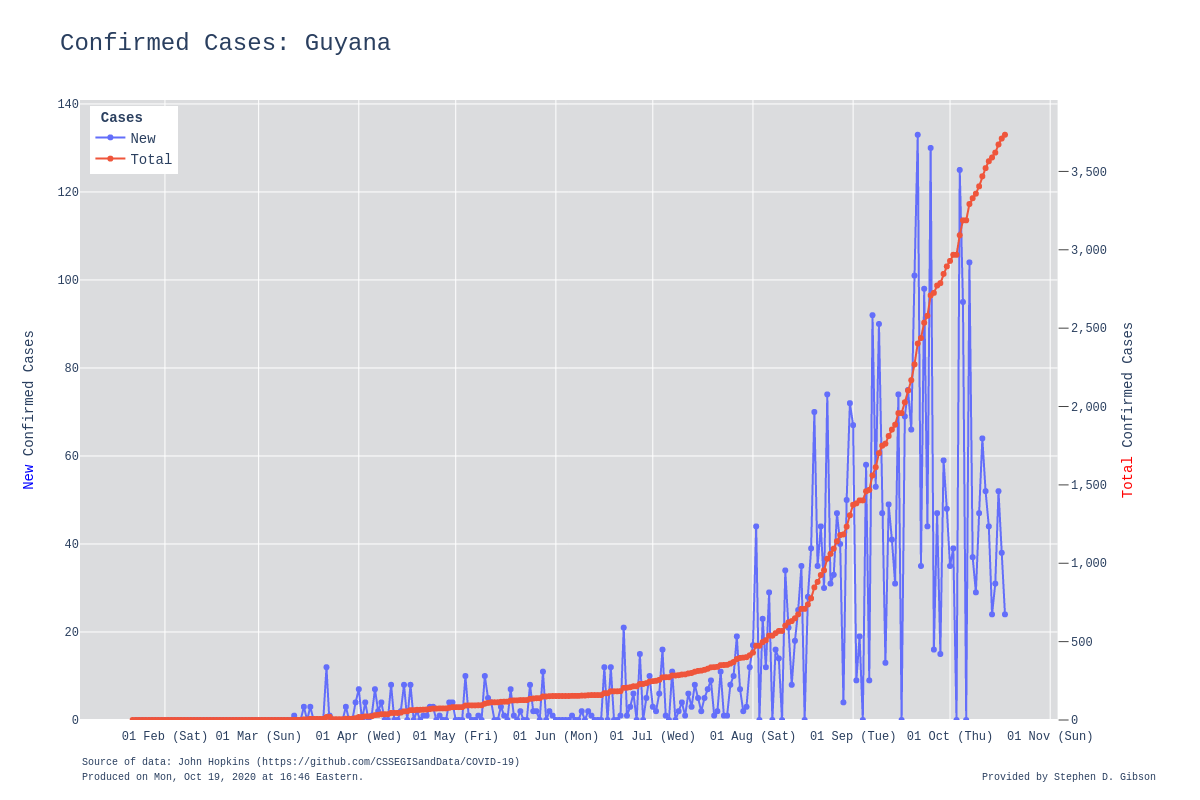 Confirmed Cases: Guyana
Cases
New
Total
140
120
100
80
60
40
20
0
3,500
3,000
2,500
2,000
1,500
1,000
500
0
New Confirmed Cases
Total Confirmed Cases
01 Feb (Sat) 01 Mar (Sun) 01 Apr (Wed) 01 May (Fri) 01 Jun (Mon) 01 Jul (Wed) 01 Aug (Sat) 01 Sep (Tue) 01 Oct (Thu) 01 Nov (Sun)
Source of data: John Hopkins (https://github.com/CSSEGISandData/COVID-19)
Produced on Mon, Oct 19, 2020 at 16:46 Eastern.
Provided by Stephen D. Gibson